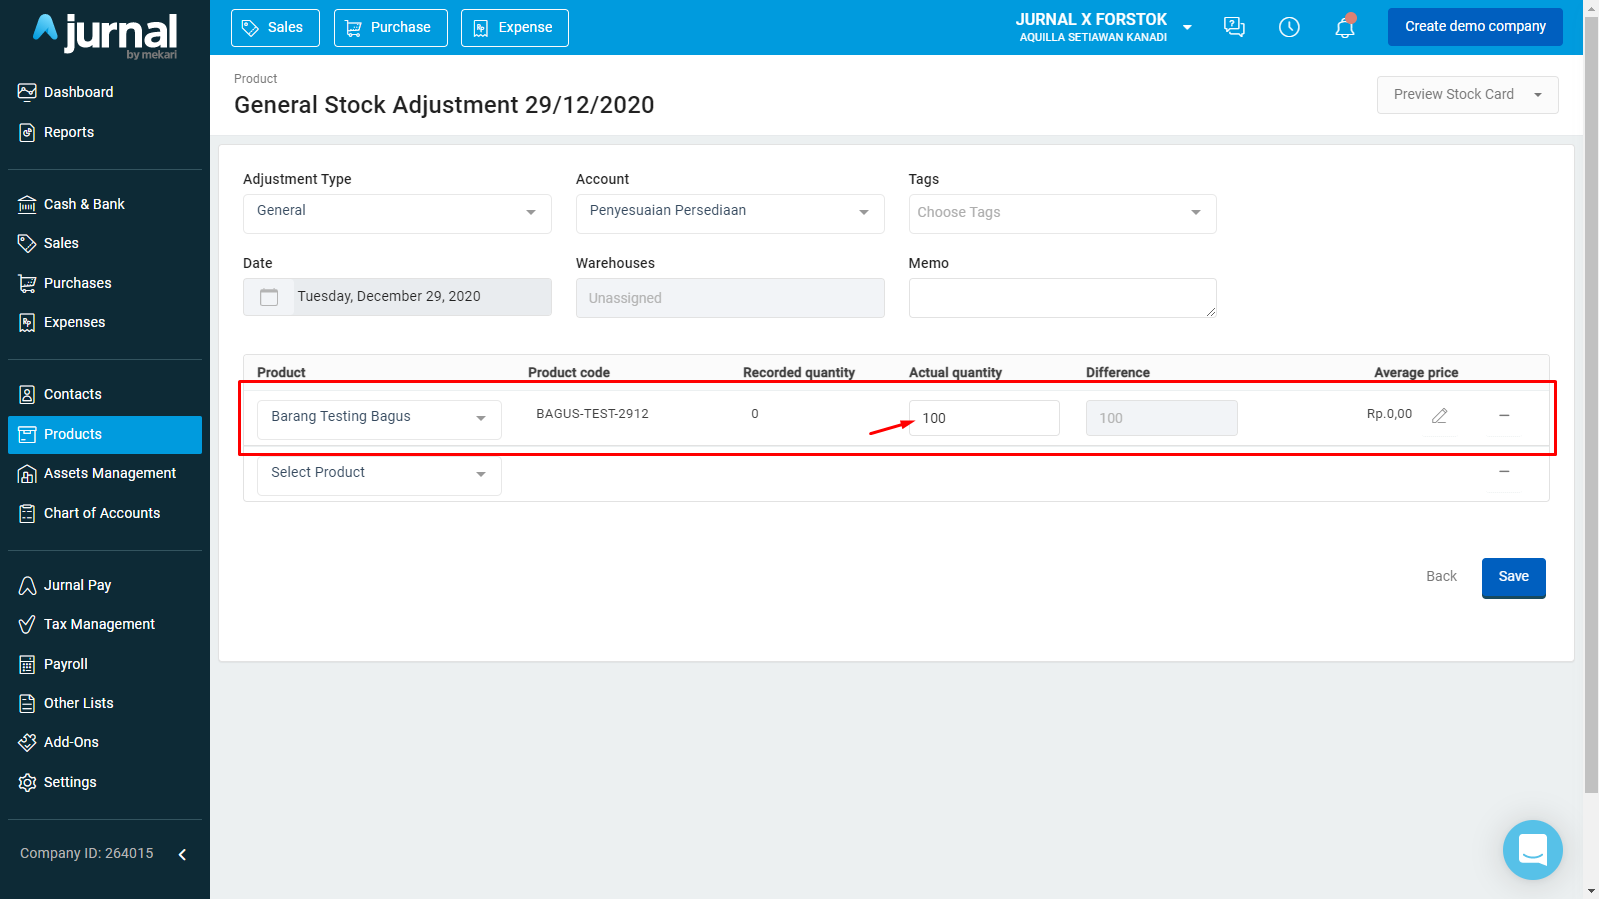 jurnal
by mekari
Dashboard
Reports
Cash & Bank
Sales
Purchases
Expenses
Contacts
Products
Assets Management
Chart of Accounts
Jurnal Pay
Tax Management
Payroll
Other Lists
Add-Ons
Settings
Company ID: 264015
Sales Purchase Expense
JURNAL X FORSTOK
AQUILLA SETIAWAN KANADI
Create demo company
Product
General Stock Adjustment 29/12/2020
Preview Stock Card
Adjustment Type Account Tags
General Penyesuaian Persediaan Choose Tags
Date Warehouses Memo
Tuesday, December 29, 2020 Unassigned
Product Product code Recorded quantity Actual quantity Difference Average price
Barang Testing Bagus BAGUS-TEST-2912 0 100 100 Rp.0,00
Select Product
Back Save